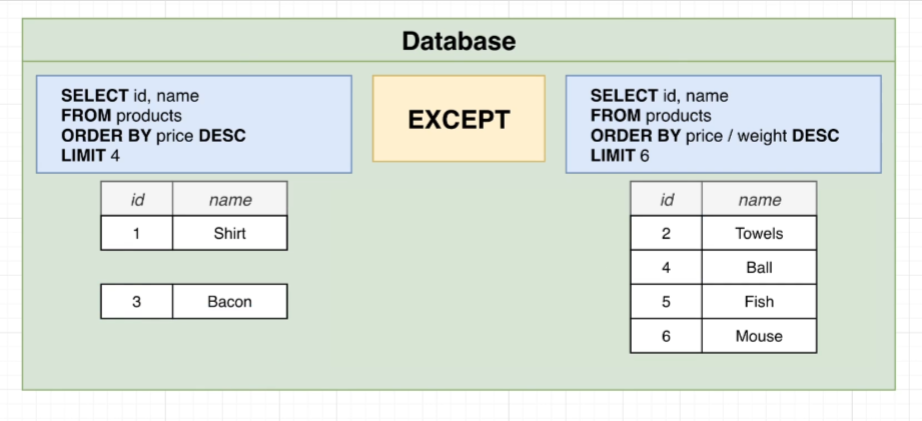 Database
SELECT id, name
FROM products
ORDER BY price DESC
LIMIT 4
EXCEPT
SELECT id, name
FROM products
ORDER BY price / weight DESC
LIMIT 6
id name
1 Shirt
3 Bacon
id name
2 Towels
4 Ball
5 Fish
6 Mouse